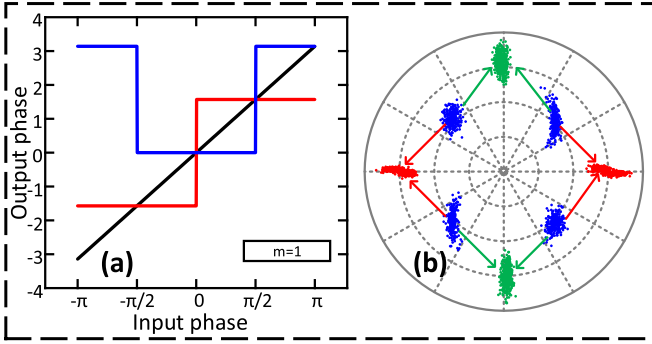 Output phase
4
3
2
1
0
-1
-2
-3
-4
(a)
m=1
-π
-π/2
0
π/2
π
Input phase
(b)